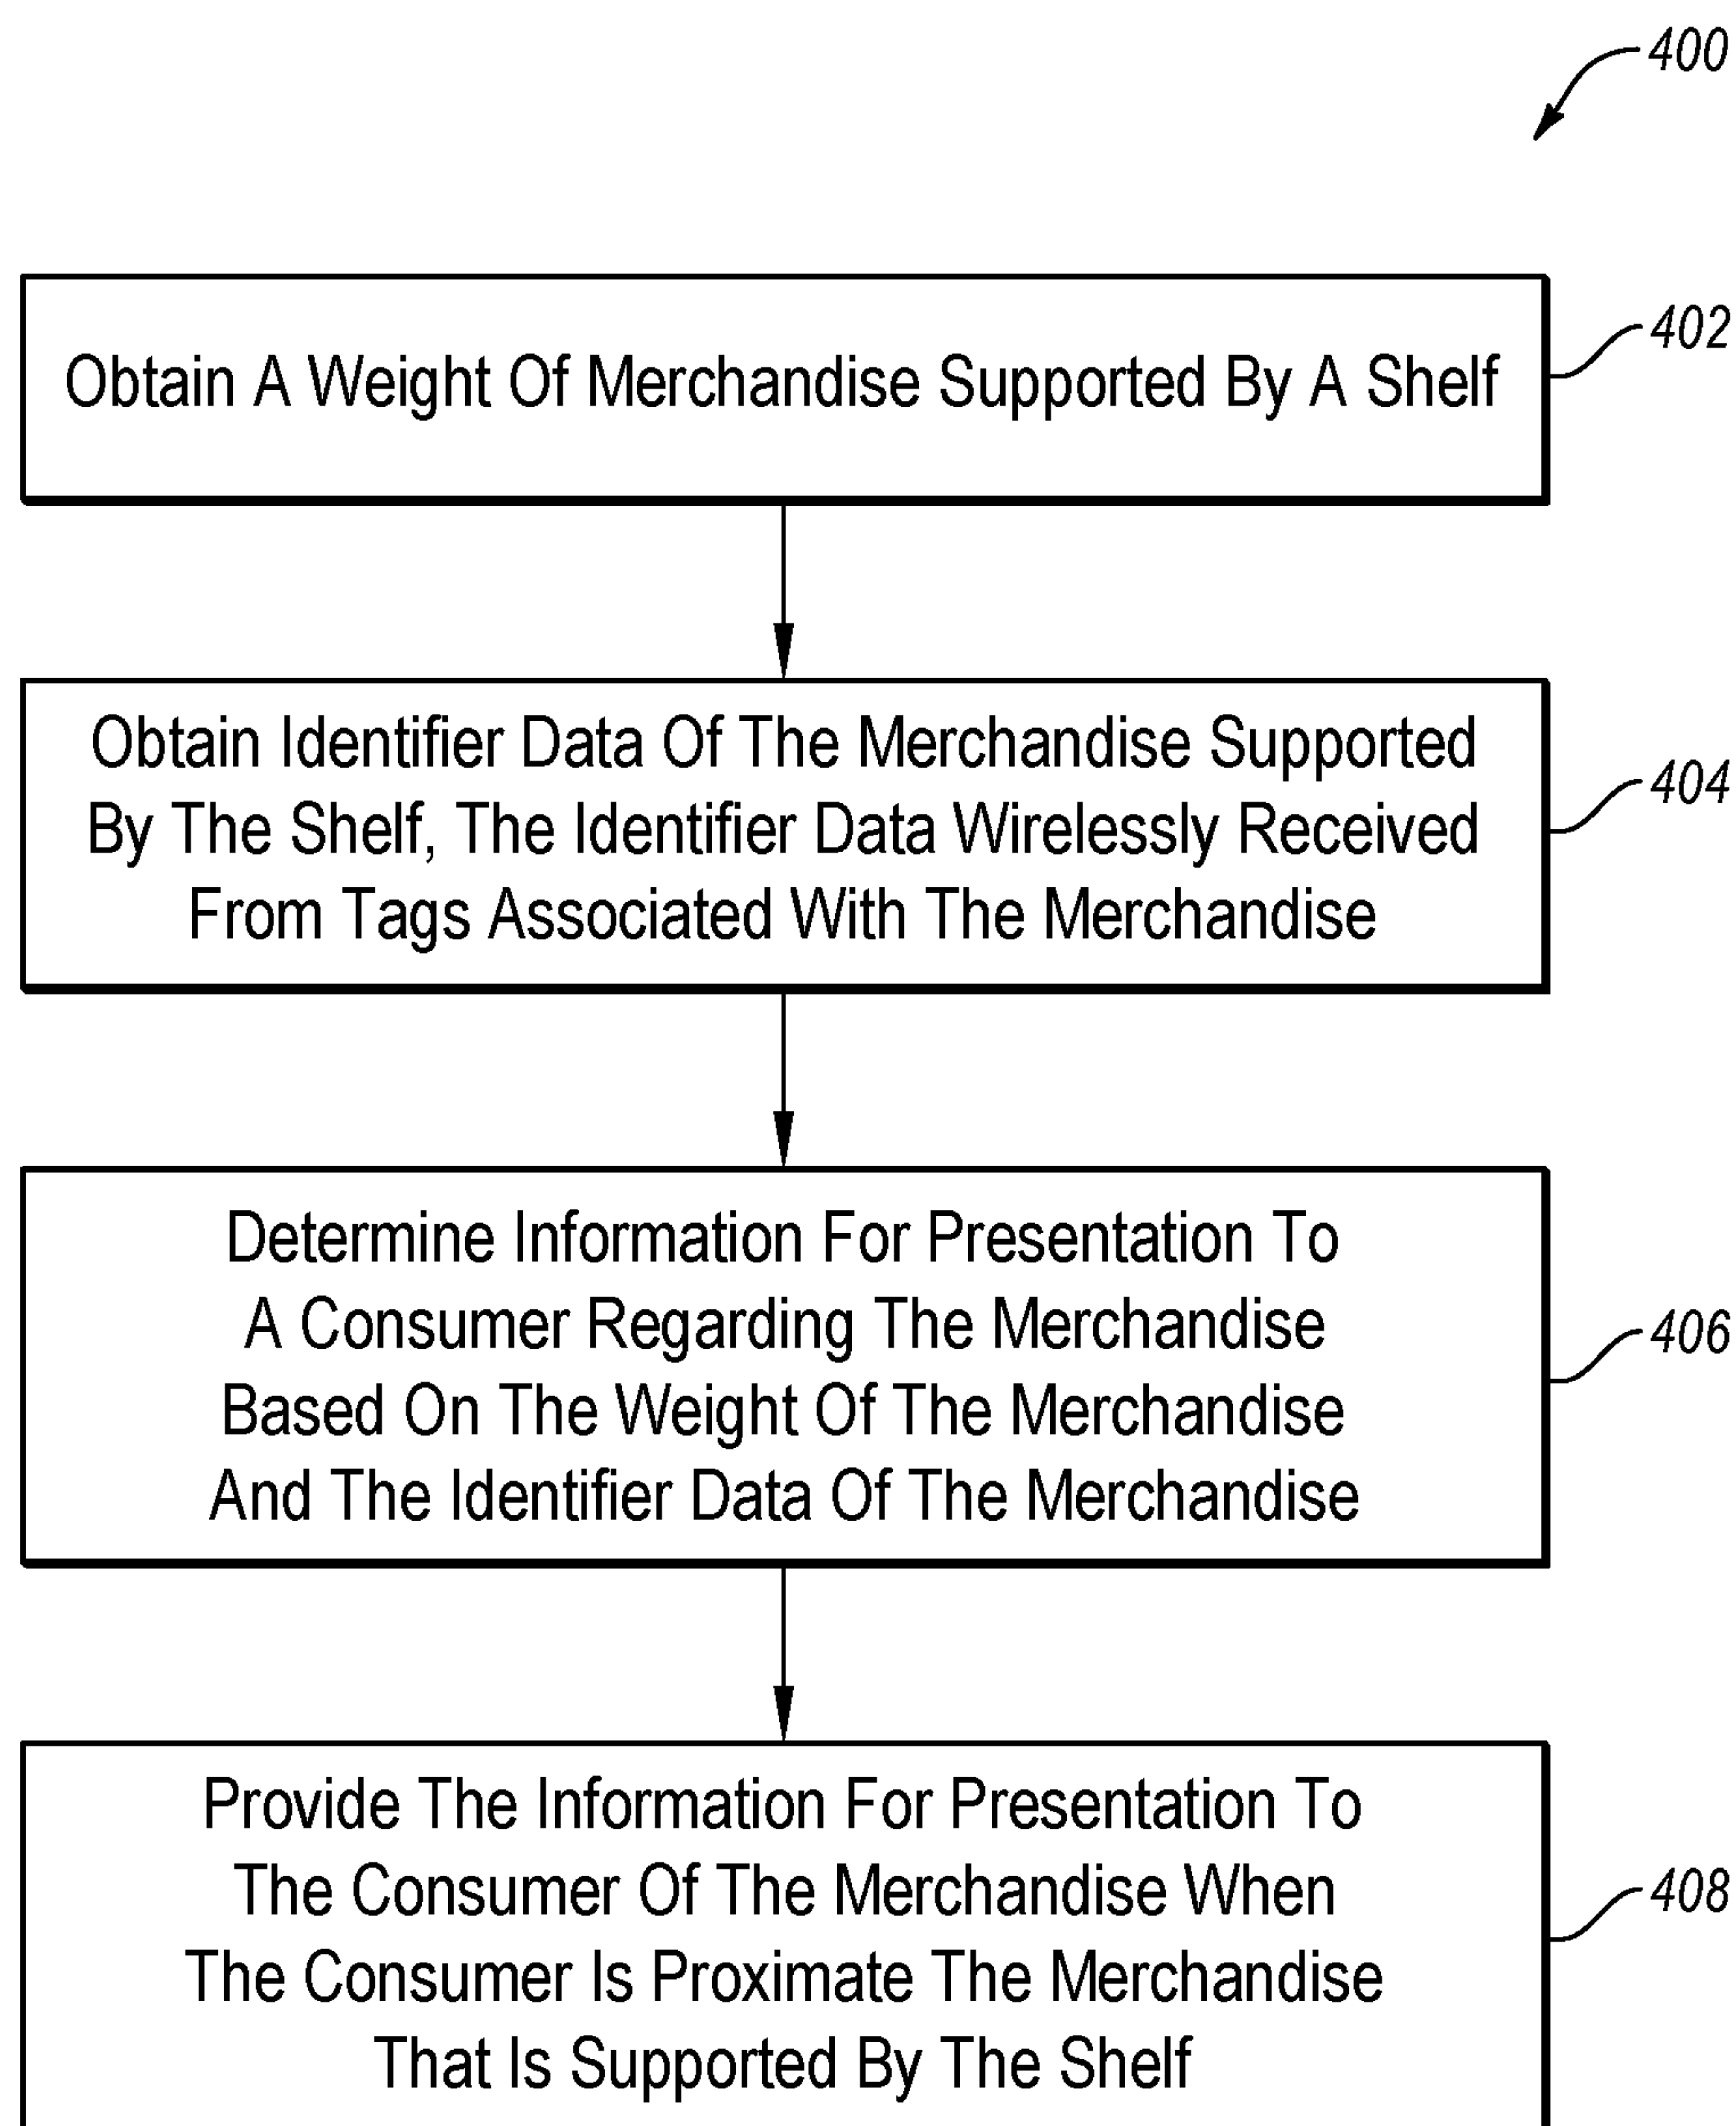 400
Obtain A Weight Of Merchandise Supported By A Shelf
402
Obtain Identifier Data Of The Merchandise Supported
By The Shelf, The Identifier Data Wirelessly Received
From Tags Associated With The Merchandise
404
Determine Information For Presentation To
A Consumer Regarding The Merchandise
Based On The Weight Of The Merchandise
And The Identifier Data Of The Merchandise
406
Provide The Information For Presentation To
The Consumer Of The Merchandise When
The Consumer Is Proximate The Merchandise
That Is Supported By The Shelf
408